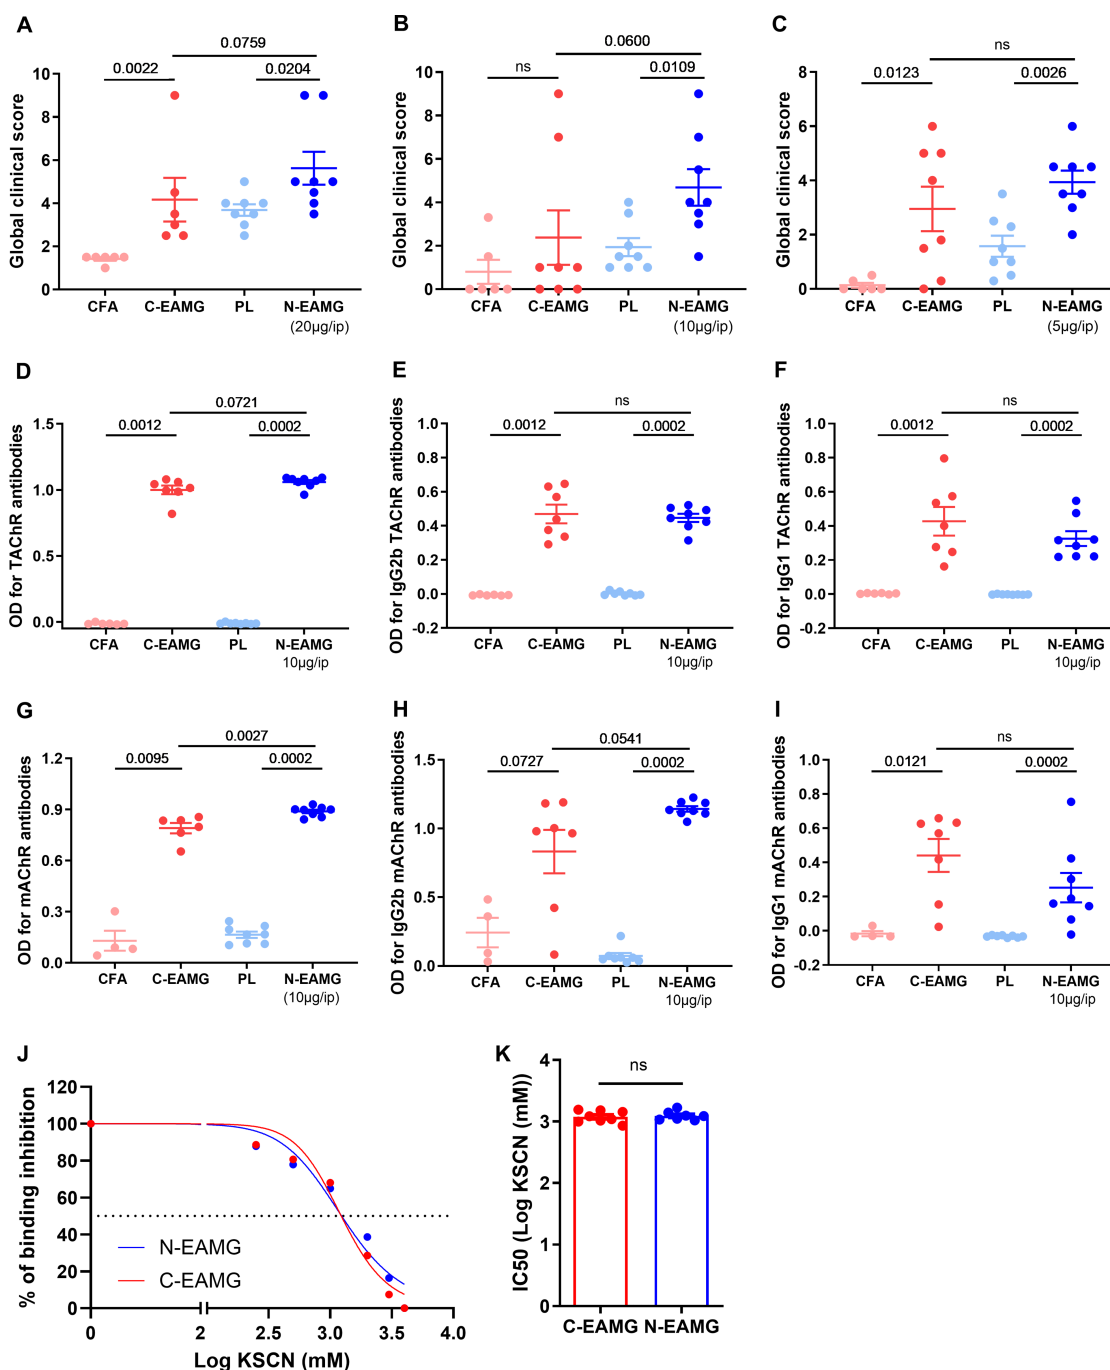 A
0.0759
0.0022
0.0204
Global clinical score
10
8
6
4
2
0
CFA
C-EAMG
PL
N-EAMG
(20µg/ip)
B
0.0600
ns
0.0109
Global clinical score
10
8
6
4
2
0
CFA
C-EAMG
PL
N-EAMG
(10µg/ip)
C
ns
0.0123
0.0026
Global clinical score
8
6
4
2
0
CFA
C-EAMG
PL
N-EAMG
(5µg/ip)
D
0.0721
0.0012
0.0002
OD for TAChR antibodies
1.5
1.0
0.5
0.0
CFA
C-EAMG
PL
N-EAMG
10µg/ip
E
ns
0.0012
0.0002
OD for IgG2b TAChR antibodies
1.0
0.8
0.6
0.4
0.2
0.0
-0.2
CFA
C-EAMG
PL
N-EAMG
10µg/ip
F
ns
0.0012
0.0002
OD for IgG1 TAChR antibodies
1.0
0.8
0.6
0.4
0.2
0.0
-0.2
CFA
C-EAMG
PL
N-EAMG
10µg/ip
G
0.0027
0.0095
0.0002
OD for mAChR antibodies
1.2
0.9
0.6
0.3
0.0
CFA
C-EAMG
PL
N-EAMG
(10µg/ip)
H
0.0541
0.0727
0.0002
OD for IgG2b mAChR antibodies
1.5
1.0
0.5
0.0
CFA
C-EAMG
PL
N-EAMG
10µg/ip
I
ns
0.0121
0.0002
OD for IgG1 mAChR antibodies
1.0
0.8
0.6
0.4
0.2
0.0
-0.2
CFA
C-EAMG
PL
N-EAMG
10µg/ip
J
% of binding inhibition
120
100
80
60
40
20
0
N-EAMG
C-EAMG
0
2
2.5
3.0
3.5
4.0
Log KSCN (mM)
K
ns
IC50 (Log KSCN (mM))
4
3
2
1
0
C-EAMG
N-EAMG